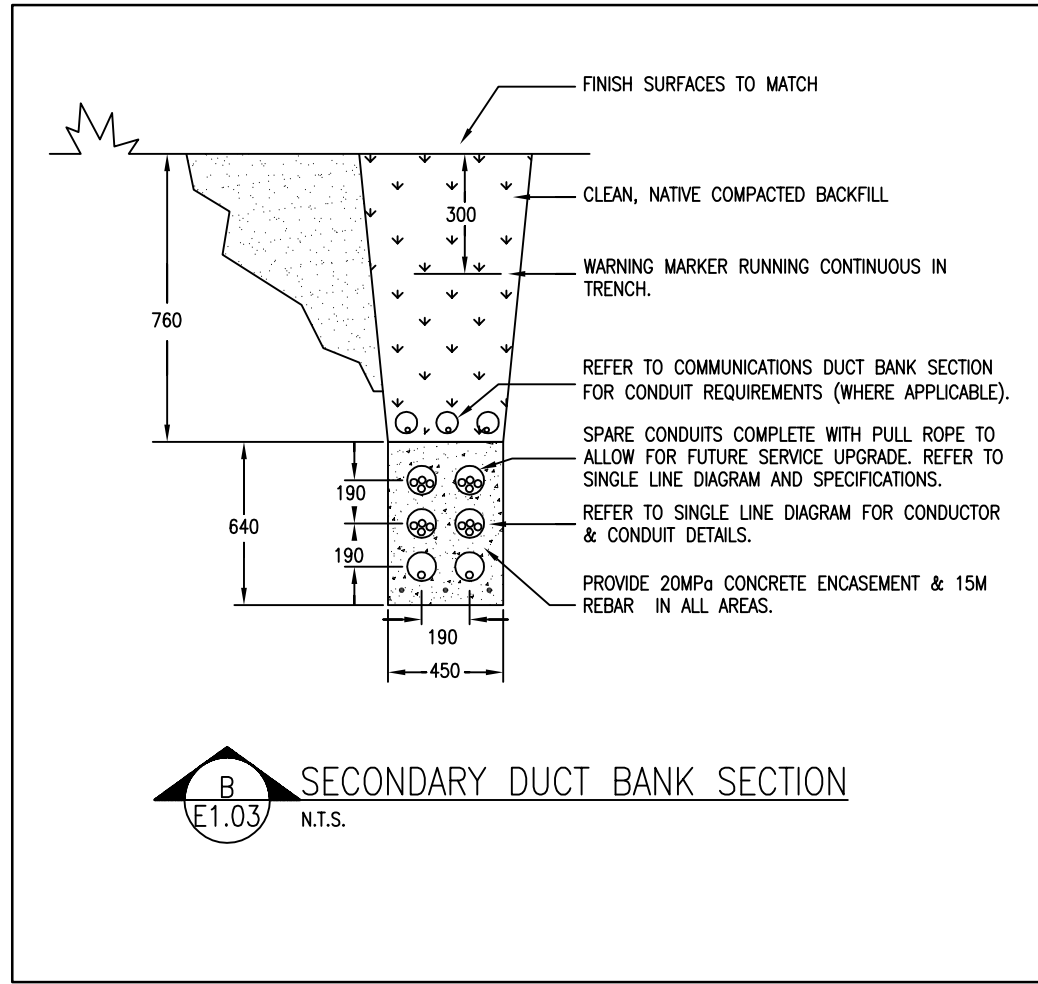 FINISH SURFACES TO MATCH
CLEAN, NATIVE COMPACTED BACKFILL
300
WARNING MARKER RUNNING CONTINUOUS IN
TRENCH.
760
REFER TO COMMUNICATIONS DUCT BANK SECTION
FOR CONDUIT REQUIREMENTS (WHERE APPLICABLE).
SPARE CONDUITS COMPLETE WITH PULL ROPE TO
ALLOW FOR FUTURE SERVICE UPGRADE. REFER TO
SINGLE LINE DIAGRAM AND SPECIFICATIONS.
190
640
REFER TO SINGLE LINE DIAGRAM FOR CONDUCTOR
& CONDUIT DETAILS.
190
PROVIDE 20MPa CONCRETE ENCASEMENT & 15M
REBAR IN ALL AREAS.
190
450
B
E1.03
SECONDARY DUCT BANK SECTION
N.T.S.